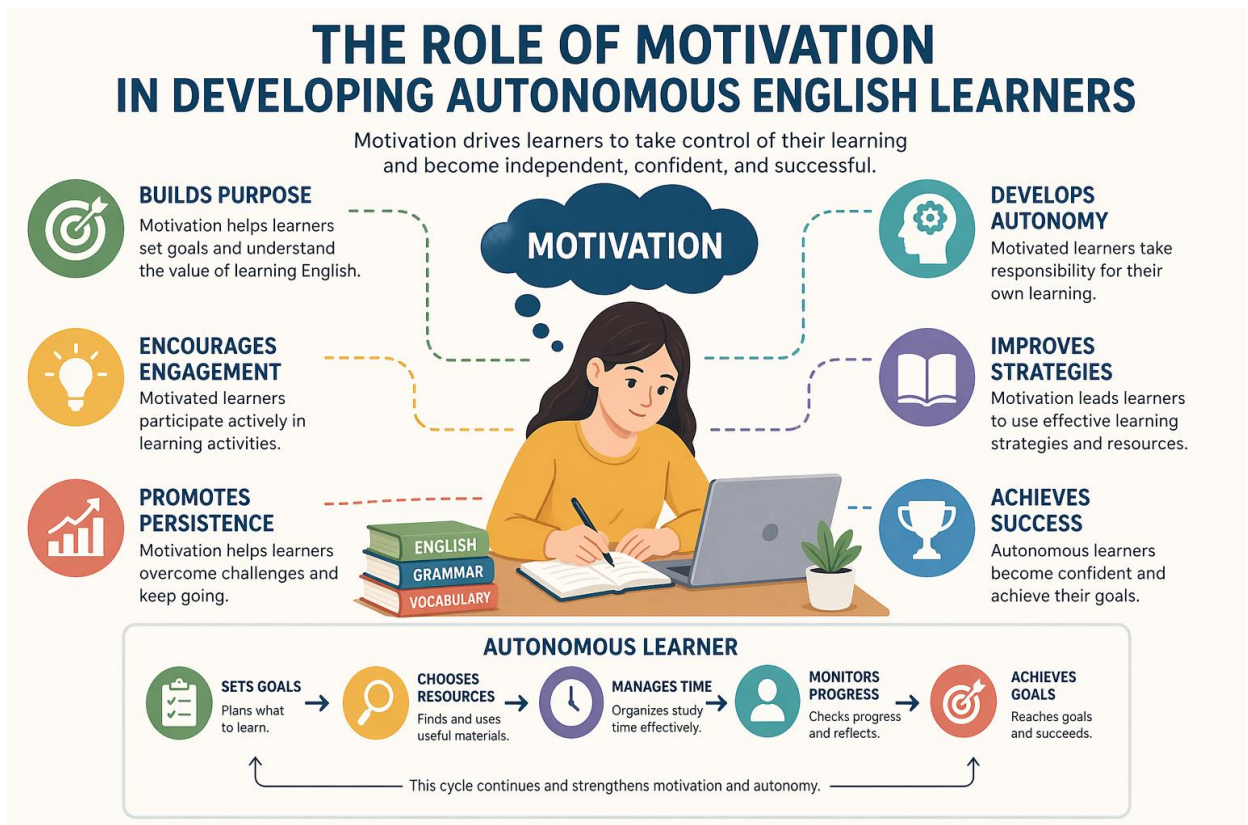 THE ROLE OF MOTIVATION
IN DEVELOPING AUTONOMOUS ENGLISH LEARNERS
Motivation drives learners to take control of their learning
and become independent, confident, and successful.
BUILDS PURPOSE
Motivation helps learners
set goals and understand
the value of learning English.
ENCOURAGES
ENGAGEMENT
Motivated learners
participate actively in
learning activities.
PROMOTES
PERSISTENCE
Motivation helps learners
overcome challenges and
keep going.
MOTIVATION
ENGLISH
GRAMMAR
VOCABULARY
DEVELOPS
AUTONOMY
Motivated learners take
responsibility for their
own learning.
IMPROVES
STRATEGIES
Motivation leads learners
to use effective learning
strategies and resources.
ACHIEVES
SUCCESS
Autonomous learners
become confident and
achieve their goals.
AUTONOMOUS LEARNER
SETS GOALS
Plans what
to learn.
CHOOSES
RESOURCES
Finds and uses
useful materials.
MANAGES TIME
Organizes study
time effectively.
MONITORS
PROGRESS
Checks progress
and reflects.
ACHIEVES
GOALS
Reaches goals
and succeeds.
This cycle continues and strengthens motivation and autonomy.